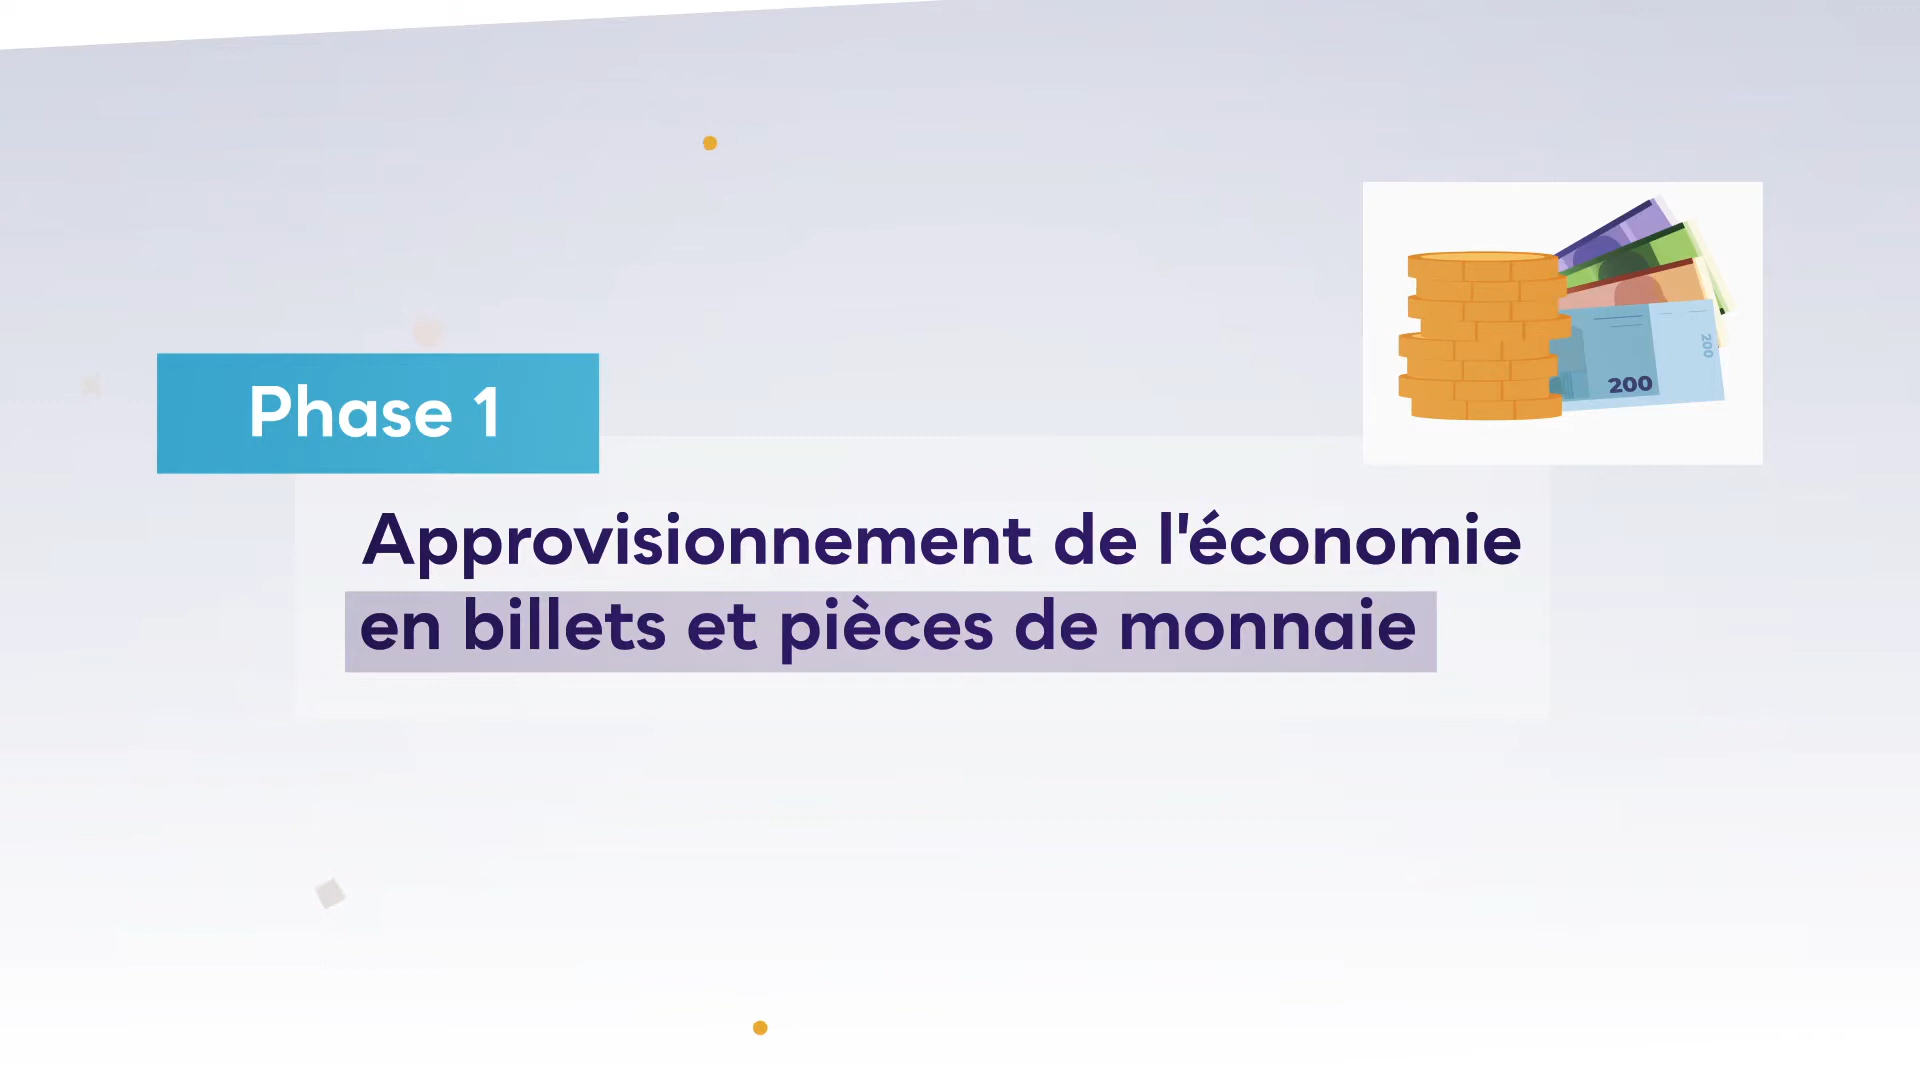 Phase 1
Approvisionnement de l'économie
en billets et pièces de monnaie
200
200